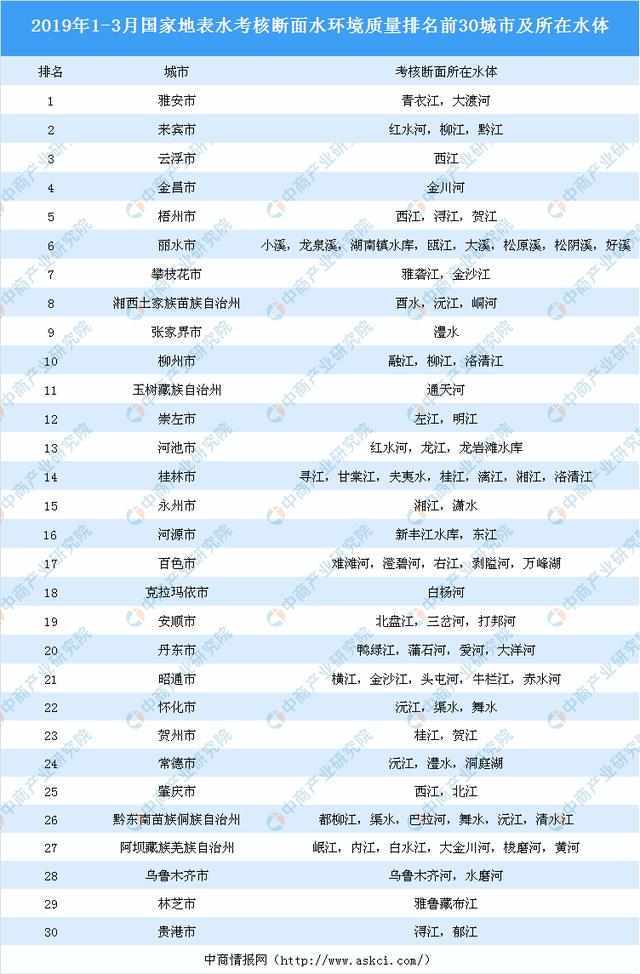 2019年1-3月国家地表水考核断面水环境质量排名前30城市及所在水体
排名 城市 考核断面所在水体
1 雅安市 青衣江，大渡河
2 来宾市 红水河，柳江，黔江
3 云浮市 西江
4 金昌市 金川河
5 梧州市 西江，浔江，贺江
6 丽水市 小溪，龙泉溪，湖南镇水库，瓯江，大溪，松原溪，松阴溪，好溪
7 攀枝花市 雅砻江，金沙江
8 湘西土家族苗族自治州 酉水，沅江，峒河
9 张家界市 澧水
10 柳州市 融江，柳江，洛清江
11 玉树藏族自治州 通天河
12 崇左市 左江，明江
13 河池市 红水河，龙江，龙岩滩水库
14 桂林市 寻江，甘棠江，夫夷水，桂江，漓江，湘江，洛清江
15 永州市 湘江，潇水
16 河源市 新丰江水库，东江
17 百色市 难滩河，澄碧河，右江，剥隘河，万峰湖
18 克拉玛依市 白杨河
19 安顺市 北盘江，三岔河，打邦河
20 丹东市 鸭绿江，蒲石河，爱河，大洋河
21 昭通市 横江，金沙江，头屯河，牛栏江，赤水河
22 怀化市 沅江，渠水，舞水
23 贺州市 桂江，贺江
24 常德市 沅江，澧水，洞庭湖
25 肇庆市 西江，北江
26 黔东南苗族侗族自治州 都柳江，渠水，巴拉河，舞水，沅江，清水江
27 阿坝藏族羌族自治州 岷江，内江，白水江，大金川河，梭磨河，黄河
28 乌鲁木齐市 乌鲁木齐河，水磨河
29 林芝市 雅鲁藏布江
30 贵港市 浔江，郁江
中商情报网（http://www.askci.com/）